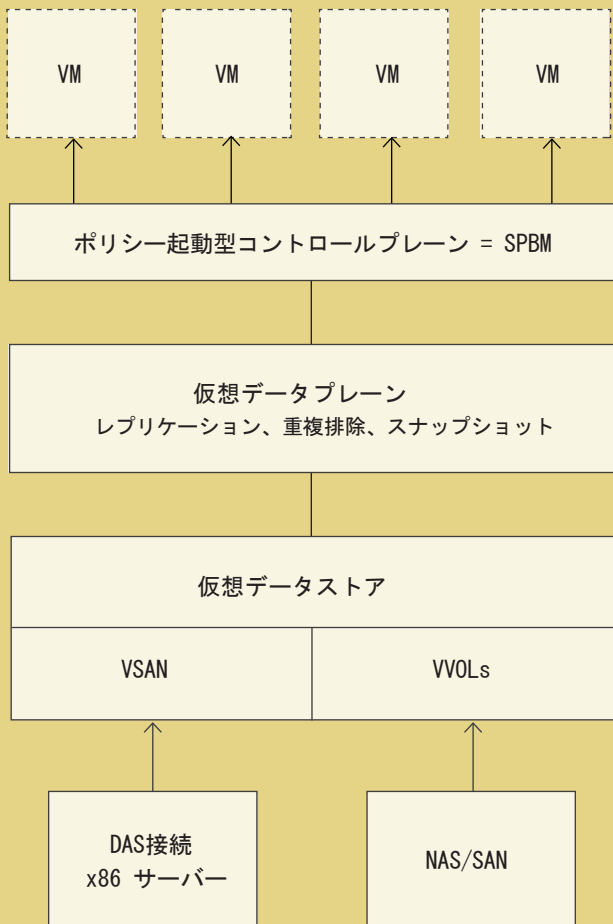 VM
VM
VM
VM
ポリシー起動型コントロールプレーン = SPBM
仮想データプレーン
レプリケーション、重複排除、スナップショット
仮想データストア
VSAN
VVOLs
DAS接続
x86 サーバー
NAS/SAN